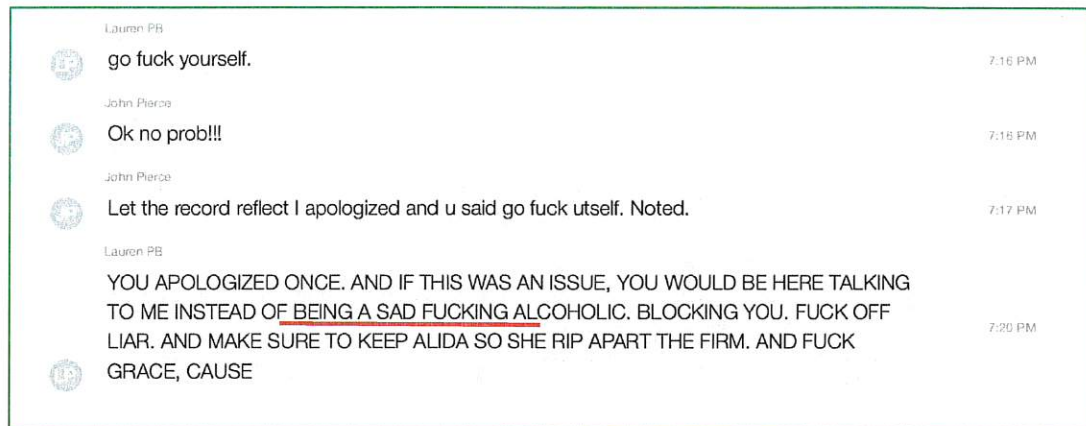 Lauren PB
go fuck yourself.
7:16 PM
John Pierce
Ok no prob!!!
7:16 PM
John Pierce
Let the record reflect I apologized and u said go fuck utself. Noted.
7:17 PM
Lauren PB
YOU APOLOGIZED ONCE. AND IF THIS WAS AN ISSUE, YOU WOULD BE HERE TALKING
TO ME INSTEAD OF BEING A SAD FUCKING ALCOHOLIC. BLOCKING YOU. FUCK OFF
LIAR. AND MAKE SURE TO KEEP ALIDA SO SHE RIP APART THE FIRM. AND FUCK
GRACE, CAUSE
7:20 PM